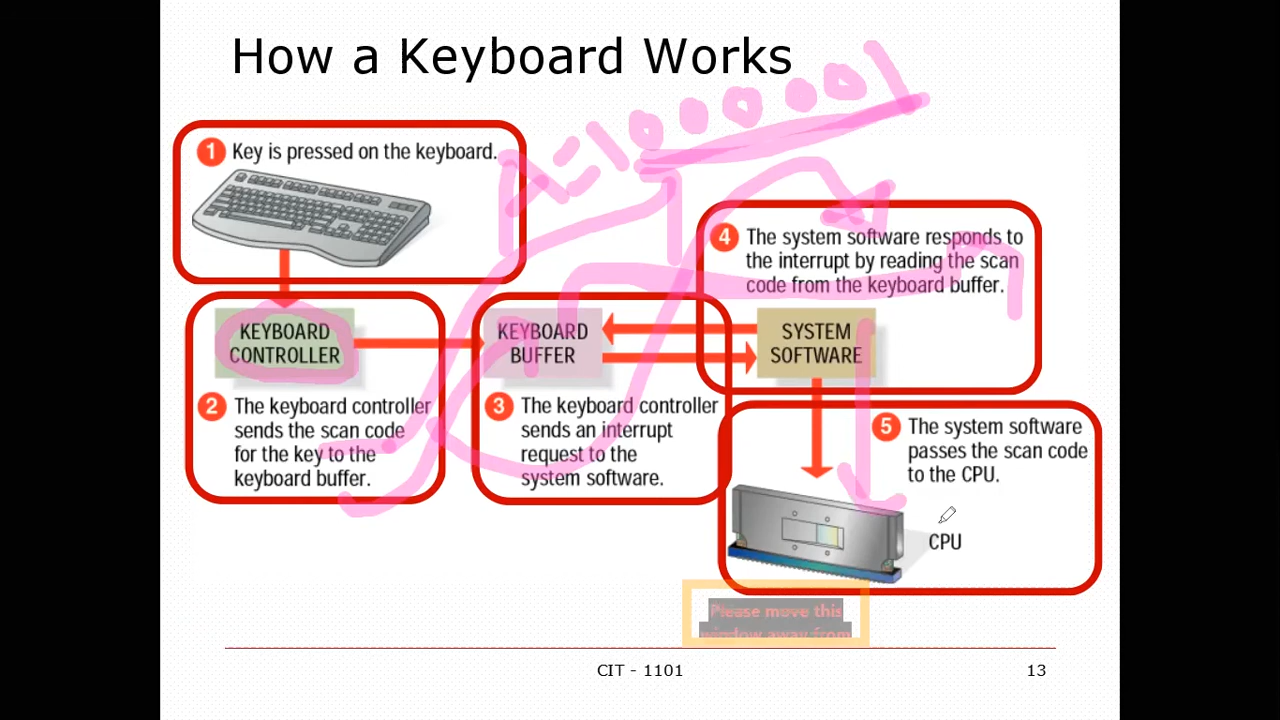 How a Keyboard Works
A=1000001
1 Key is pressed on the keyboard.
KEYBOARD
CONTROLLER
2 The keyboard controller
sends the scan code
for the key to the
keyboard buffer.
KEYBOARD
BUFFER
3 The keyboard controller
sends an interrupt
request to the
system software.
4 The system software responds to
the interrupt by reading the scan
code from the keyboard buffer.
SYSTEM
SOFTWARE
5 The system software
passes the scan code
to the CPU.
CPU
Please move this
window away from
CIT - 1101
13